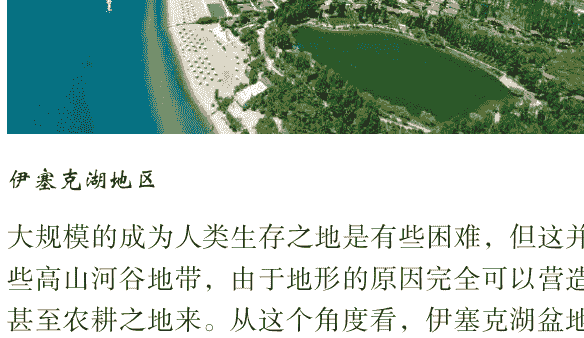 伊塞克湖地区
大规模的成为人类生存之地是有些困难，但这并
些高山河谷地带，由于地形的原因完全可以营造
甚至农耕之地来。从这个角度看，伊塞克湖盆地